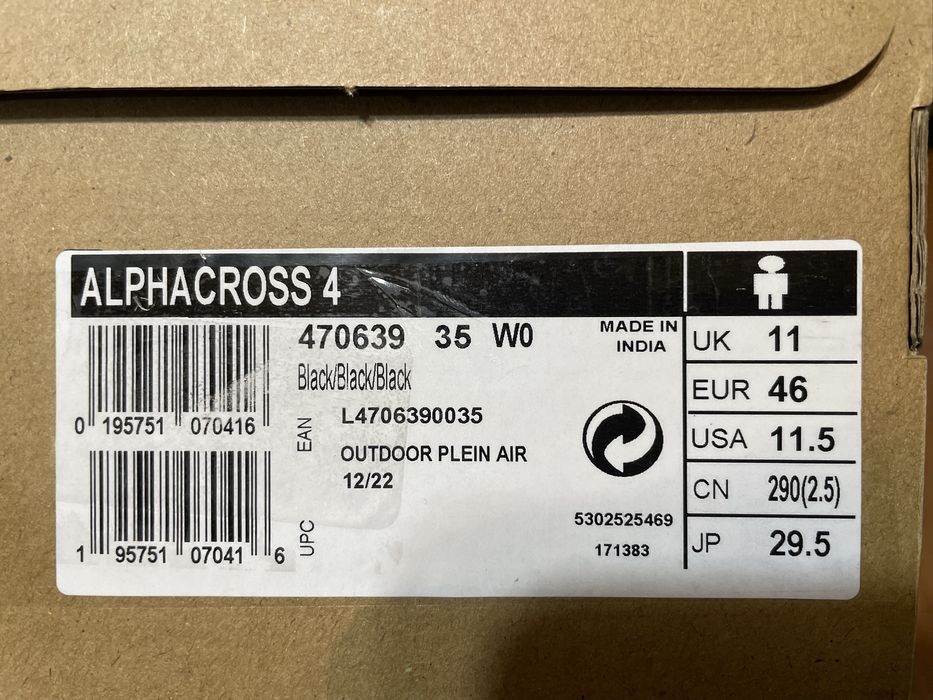 ALPHACROSS 4
470639 35 W0
Black/Black/Black
MADE IN
INDIA
0 195751 070416
EAN
L4706390035
OUTDOOR PLEIN AIR
12/22
1 95751 07041 6
UPC
5302525469
171383
UK 11
EUR 46
USA 11.5
CN 290(2.5)
JP 29.5